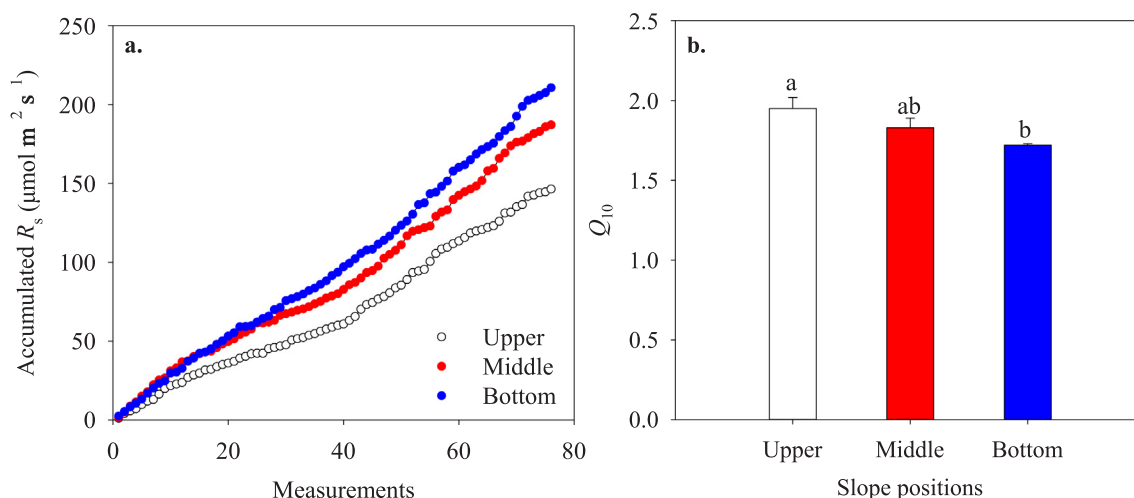 a.
Accumulated Rs (µmol m 2 s 1)
250
200
150
100
50
0
0 20 40 60 80
Measurements
Upper
Middle
Bottom
b.
Q10
2.5
2.0
1.5
1.0
0.5
0.0
a
ab
b
Upper Middle Bottom
Slope positions